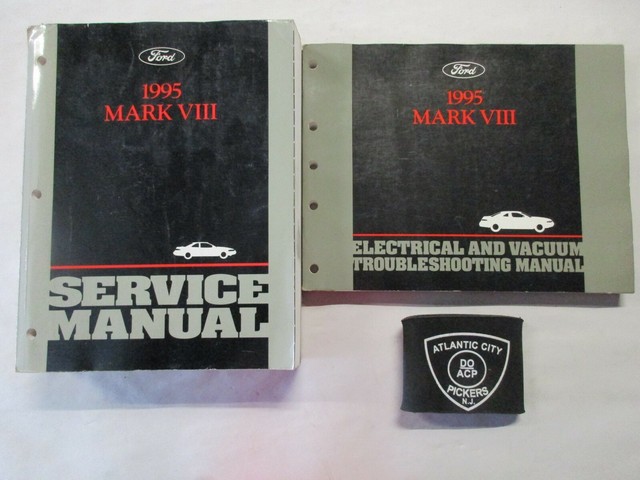 Ford
1995
MARK VIII
SERVICE
MANUAL
Ford
1995
MARK VIII
ELECTRICAL AND VACUUM
TROUBLESHOOTING MANUAL
ATLANTIC CITY
DO
ACP
PICKERS
N.J.